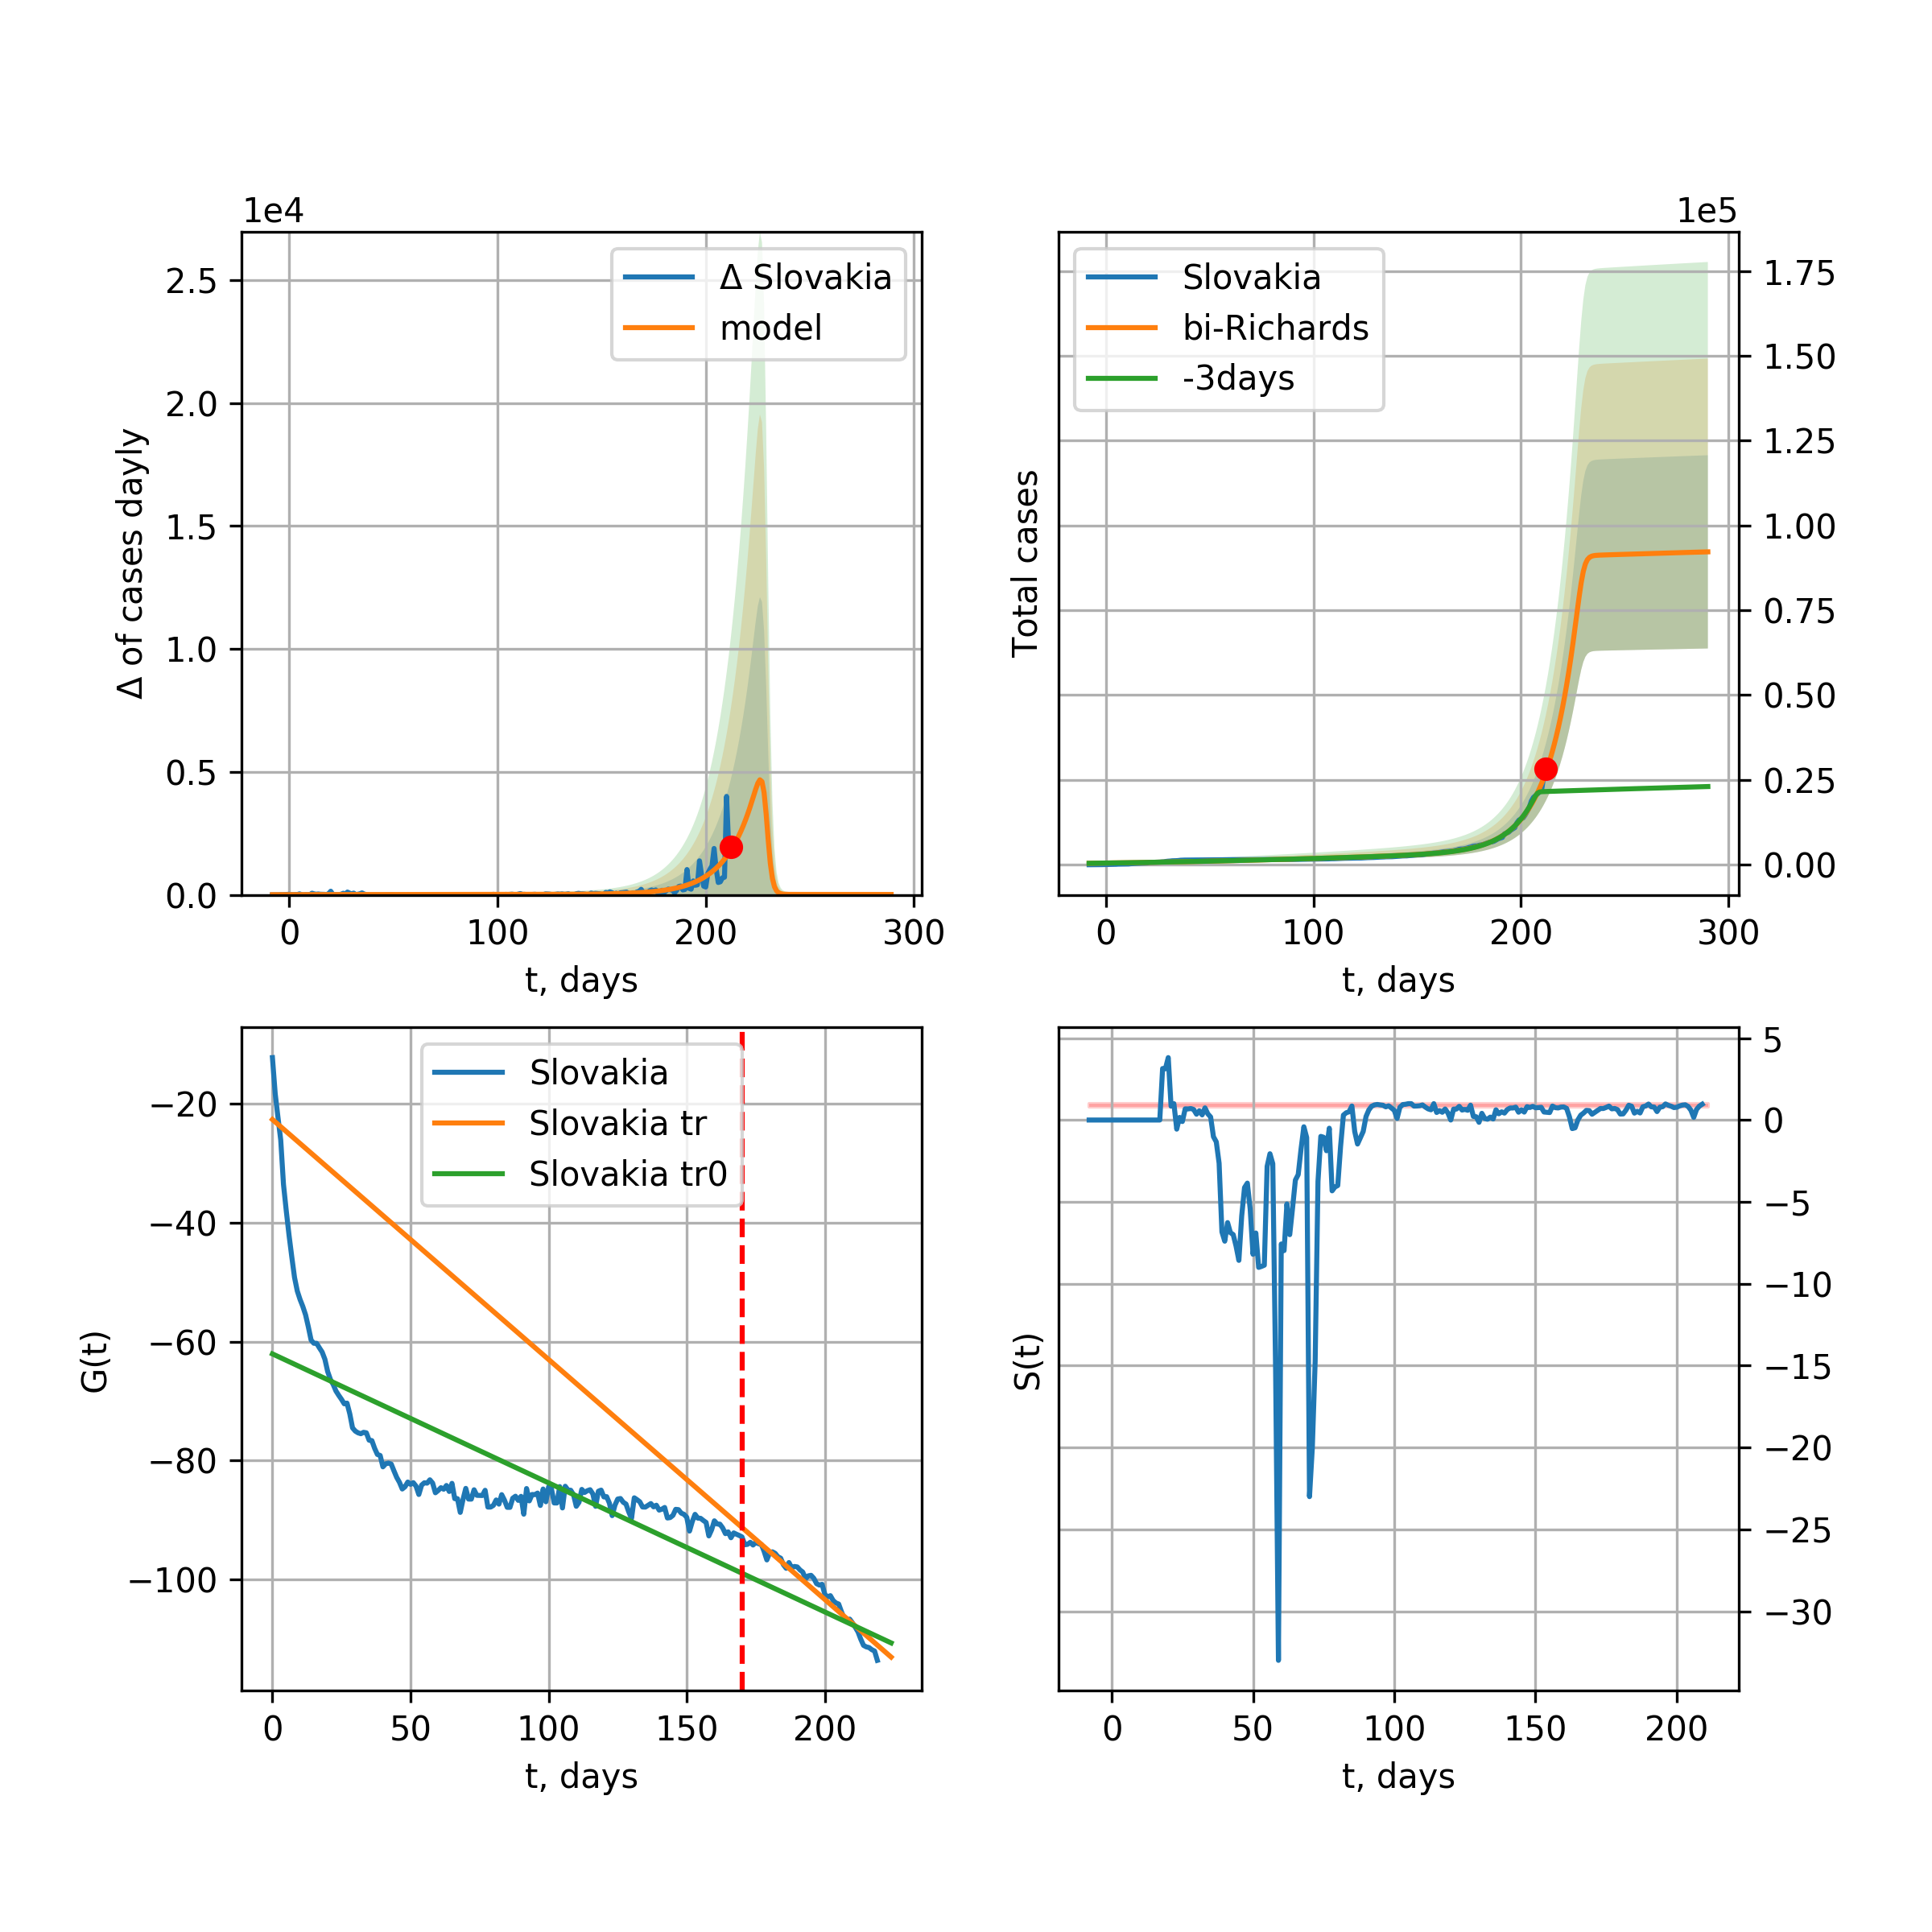 1e4
2.5
2.0
1.5
1.0
0.5
0.0
Δ of cases dayly
Δ Slovakia
model
0
100
200
300
t, days
1e5
1.75
1.50
1.25
1.00
0.75
0.50
0.25
0.00
Total cases
Slovakia
bi-Richards
-3days
0
100
200
300
t, days
−20
−40
−60
−80
−100
G(t)
Slovakia
Slovakia tr
Slovakia tr0
0
50
100
150
200
t, days
5
0
−5
−10
−15
−20
−25
−30
S(t)
0
50
100
150
200
t, days